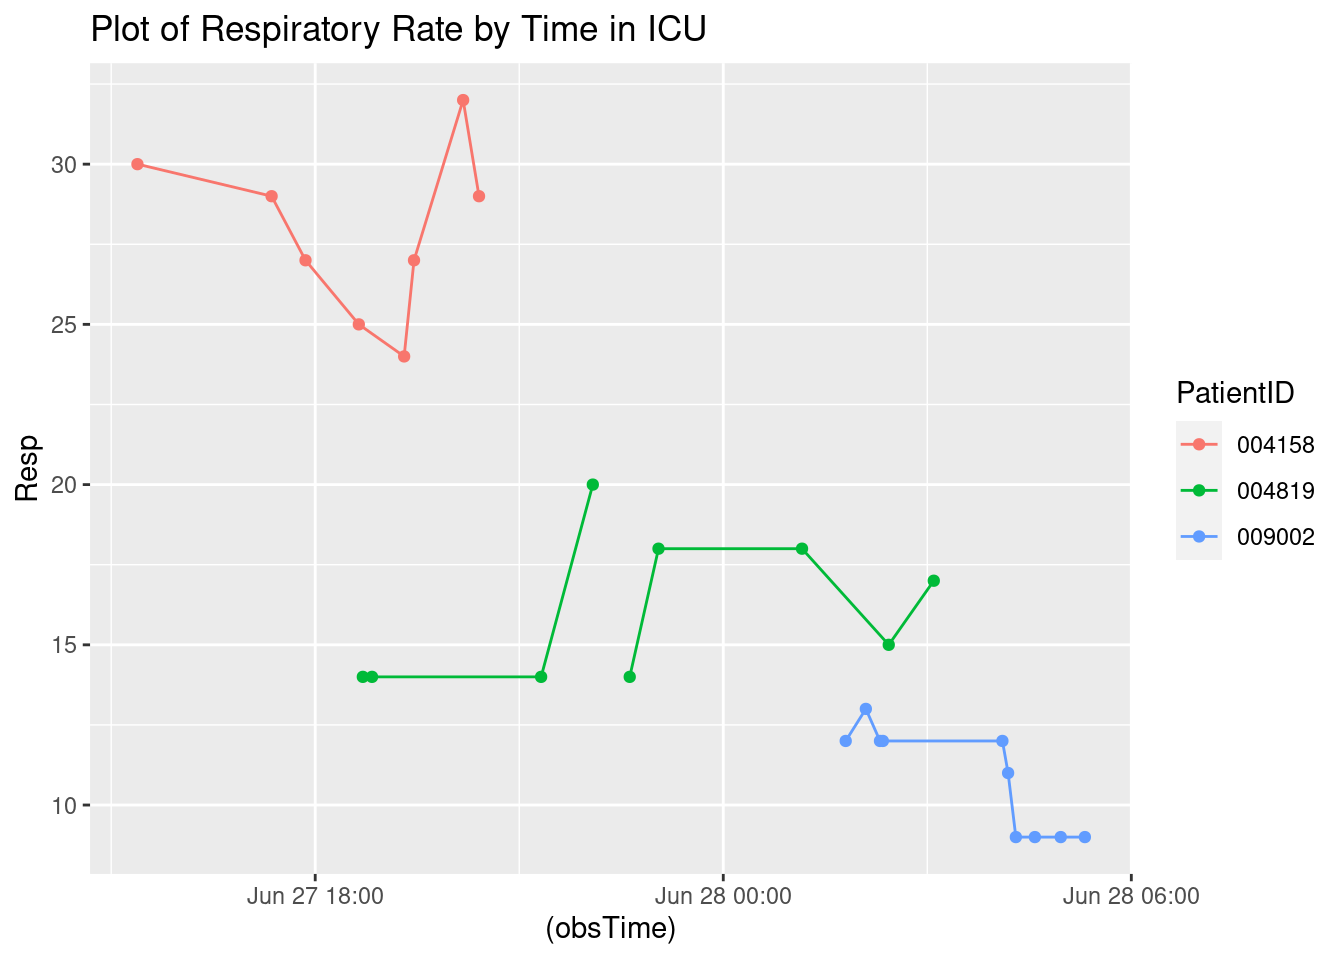 Plot of Respiratory Rate by Time in ICU
30
25
20
15
10
Resp
Jun 27 18:00
Jun 28 00:00
Jun 28 06:00
(obsTime)
PatientID
004158
004819
009002